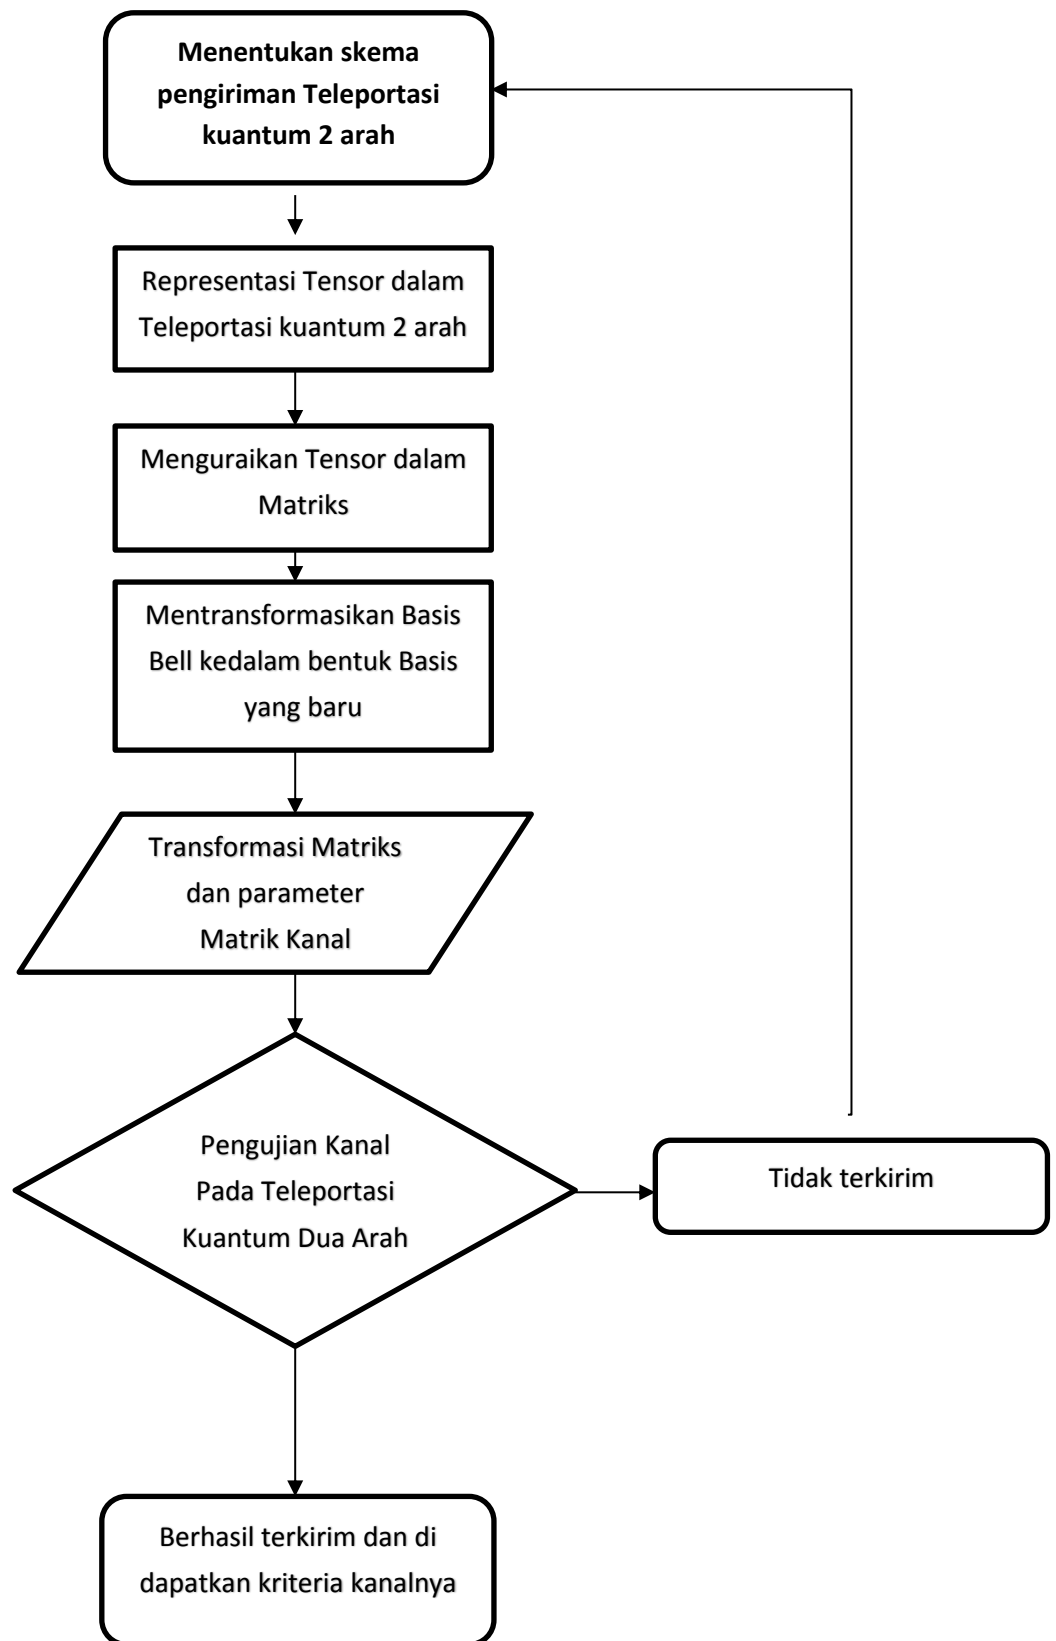 Menentukan skema
pengiriman Teleportasi
kuantum 2 arah
Representasi Tensor dalam
Teleportasi kuantum 2 arah
Menguraikan Tensor dalam
Matriks
Mentransformasikan Basis
Bell kedalam bentuk Basis
yang baru
Transformasi Matriks
dan parameter
Matrik Kanal
Pengujian Kanal
Pada Teleportasi
Kuantum Dua Arah
Tidak terkirim
Berhasil terkirim dan di
dapatkan kriteria kanalnya